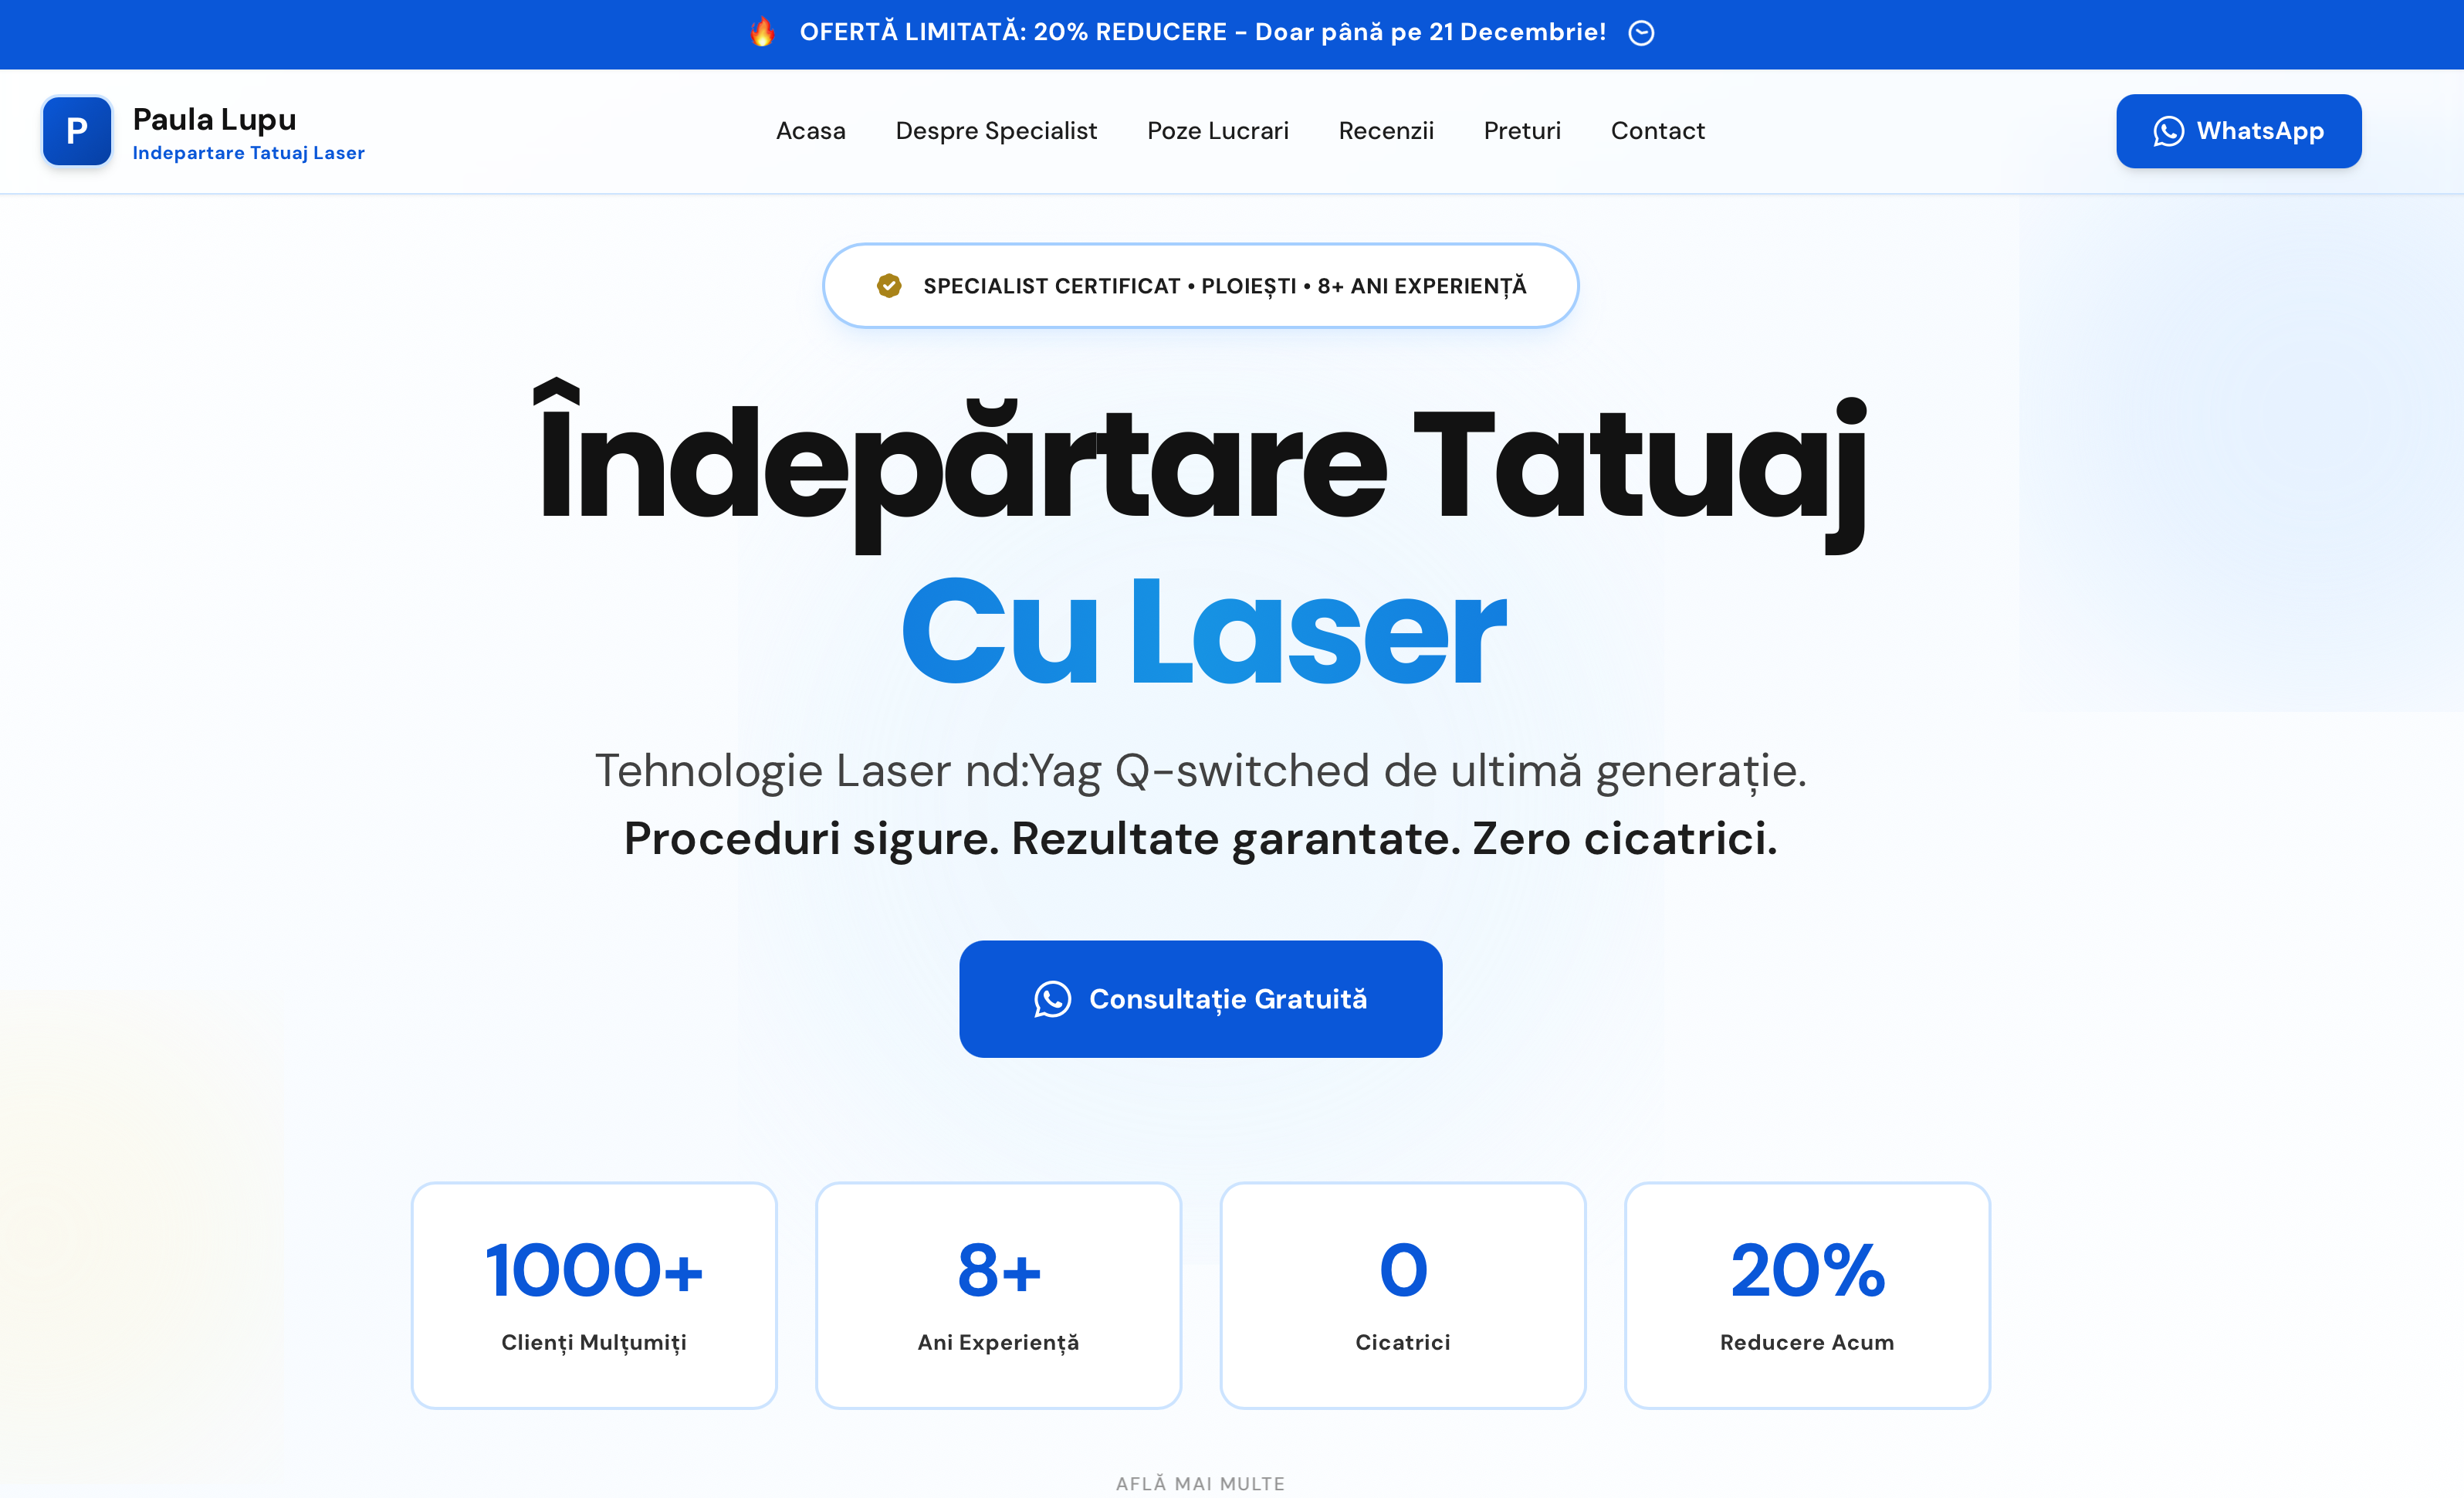 🔥 OFERTĂ LIMITATĂ: 20% REDUCERE – Doar până pe 21 Decembrie!
P
Paula Lupu
Indepartare Tatuaj Laser
Acasa Despre Specialist Poze Lucrari Recenzii Preturi Contact
WhatsApp
SPECIALIST CERTIFICAT • PLOIEȘTI • 8+ ANI EXPERIENȚĂ
Îndepărtare Tatuaj
Cu Laser
Tehnologie Laser nd:Yag Q-switched de ultimă generație.
Proceduri sigure. Rezultate garantate. Zero cicatrici.
Consultație Gratuită
1000+
Clienți Mulțumiți
8+
Ani Experiență
0
Cicatrici
20%
Reducere Acum
AFLĂ MAI MULTE